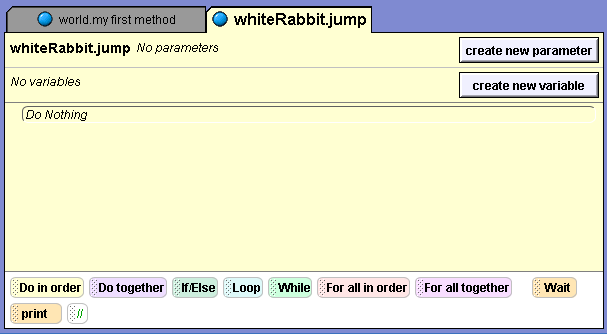 world.my first method whiteRabbit.jump
whiteRabbit.jump No parameters create new parameter
No variables create new variable
Do Nothing
Do in order Do together If/Else Loop While For all in order For all together Wait
print //